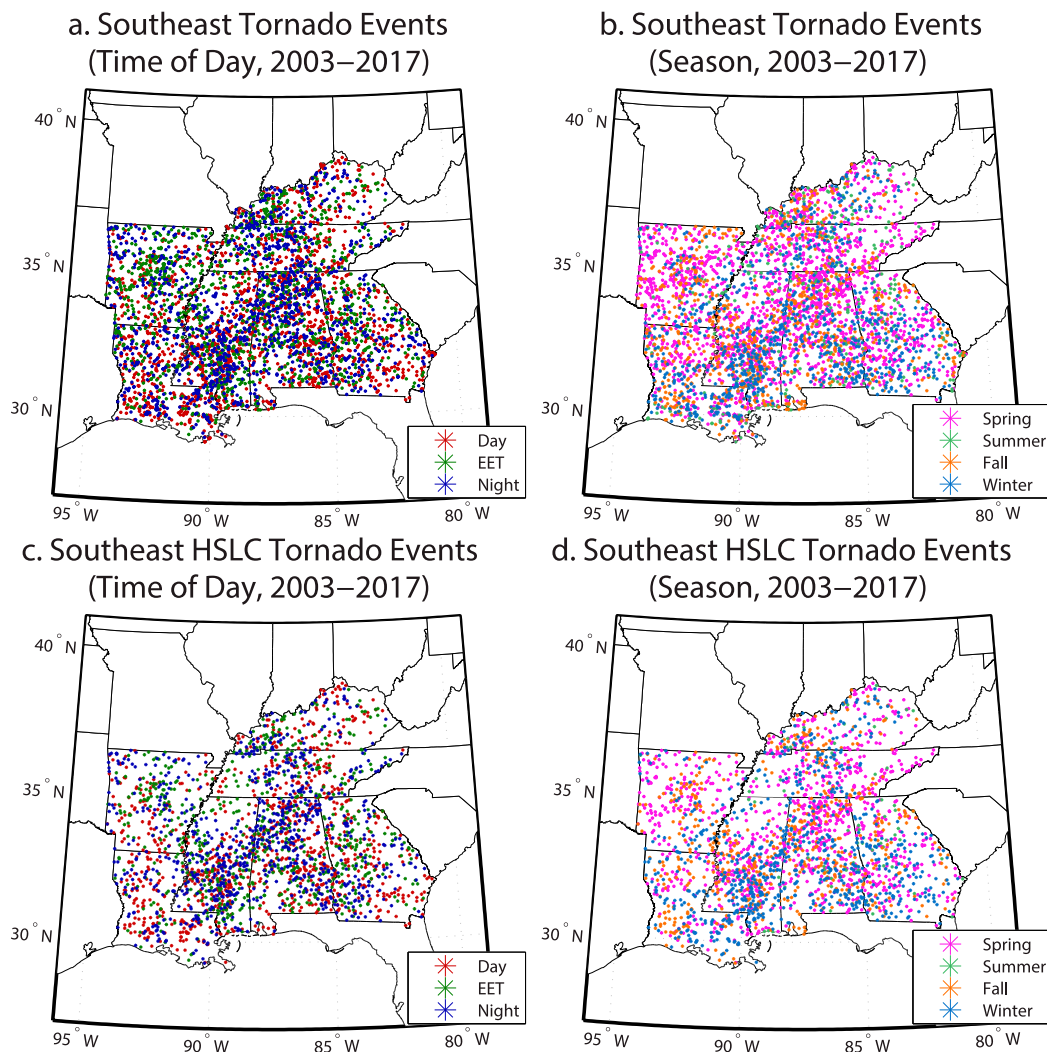 a. Southeast Tornado Events
(Time of Day, 2003−2017)
40° N
35° N
30° N
Day
EET
Night
95° W
90° W
85° W
80° W
b. Southeast Tornado Events
(Season, 2003−2017)
40° N
35° N
30° N
Spring
Summer
Fall
Winter
95° W
90° W
85° W
80° W
c. Southeast HSLC Tornado Events
(Time of Day, 2003−2017)
40° N
35° N
30° N
Day
EET
Night
95° W
90° W
85° W
80° W
d. Southeast HSLC Tornado Events
(Season, 2003−2017)
40° N
35° N
30° N
Spring
Summer
Fall
Winter
95° W
90° W
85° W
80° W